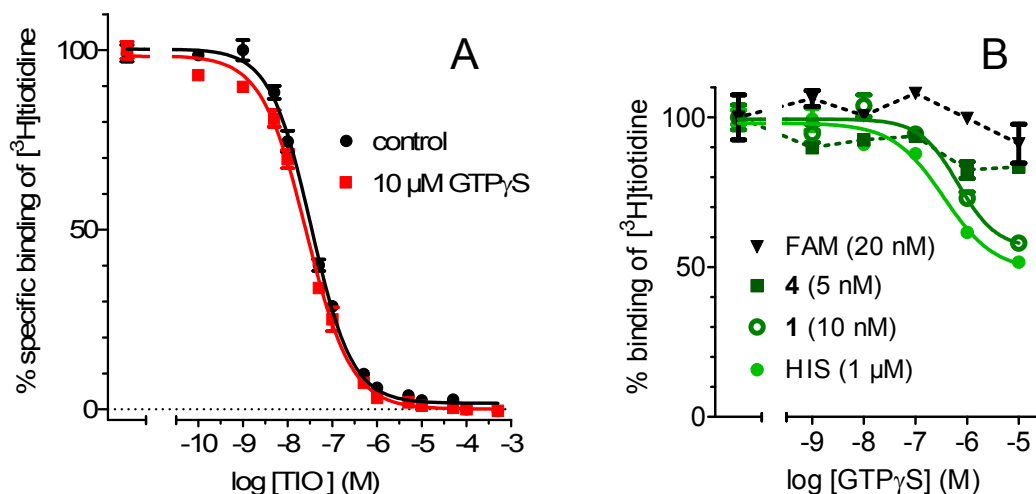 A
% specific binding of [³H]tiotidine
100
50
0
control
10 µM GTPγS
-10 -9 -8 -7 -6 -5 -4 -3
log [TIO] (M)
B
% binding of [³H]tiotidine
100
50
0
FAM (20 nM)
4 (5 nM)
1 (10 nM)
HIS (1 µM)
-9 -8 -7 -6 -5
log [GTPγS] (M)